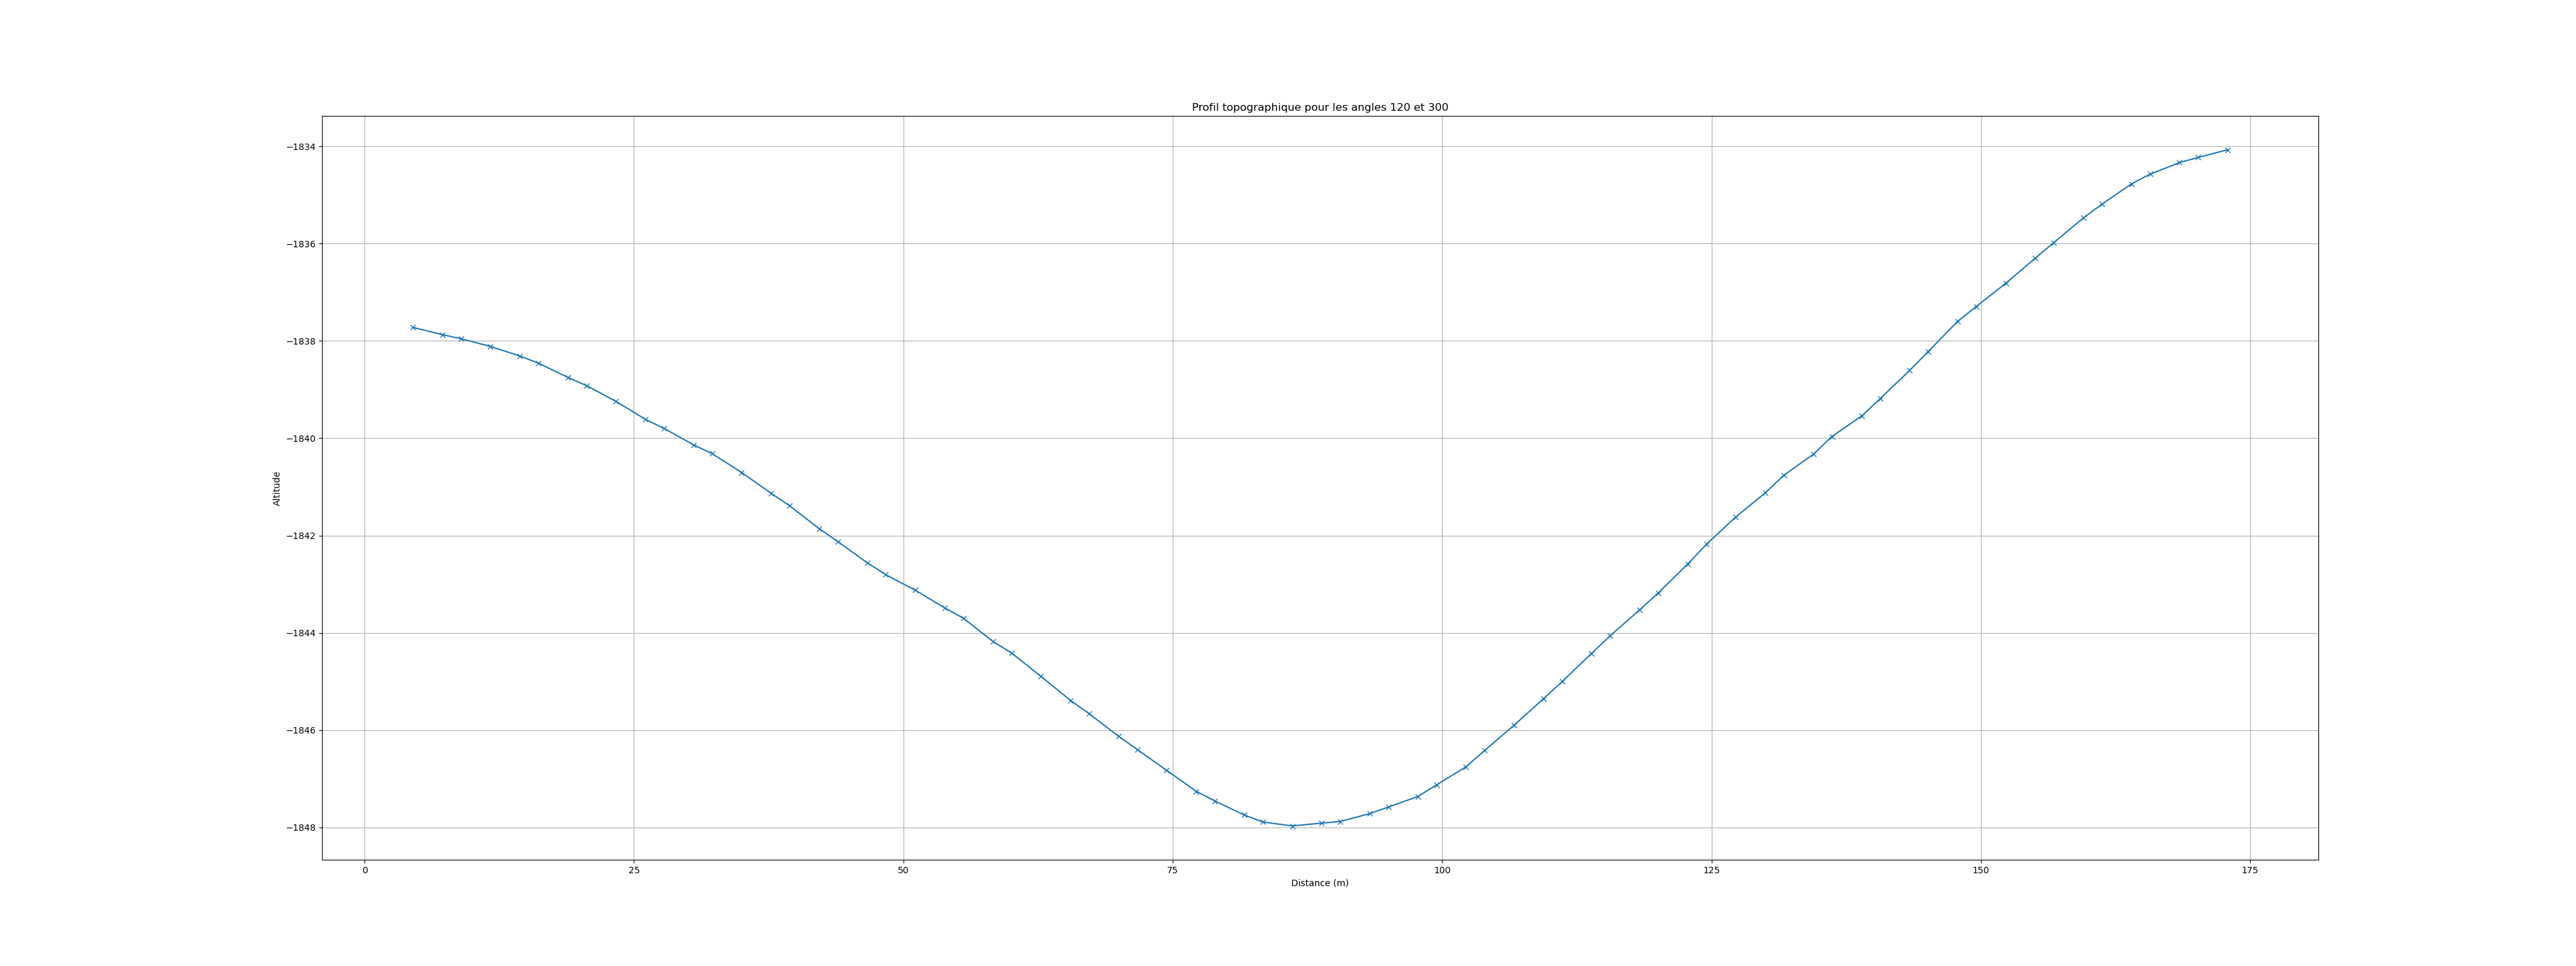 Profil topographique pour les angles 120 et 300
−1834
−1836
−1838
−1840
−1842
−1844
−1846
−1848
Altitude
0 25 50 75 100 125 150 175
Distance (m)